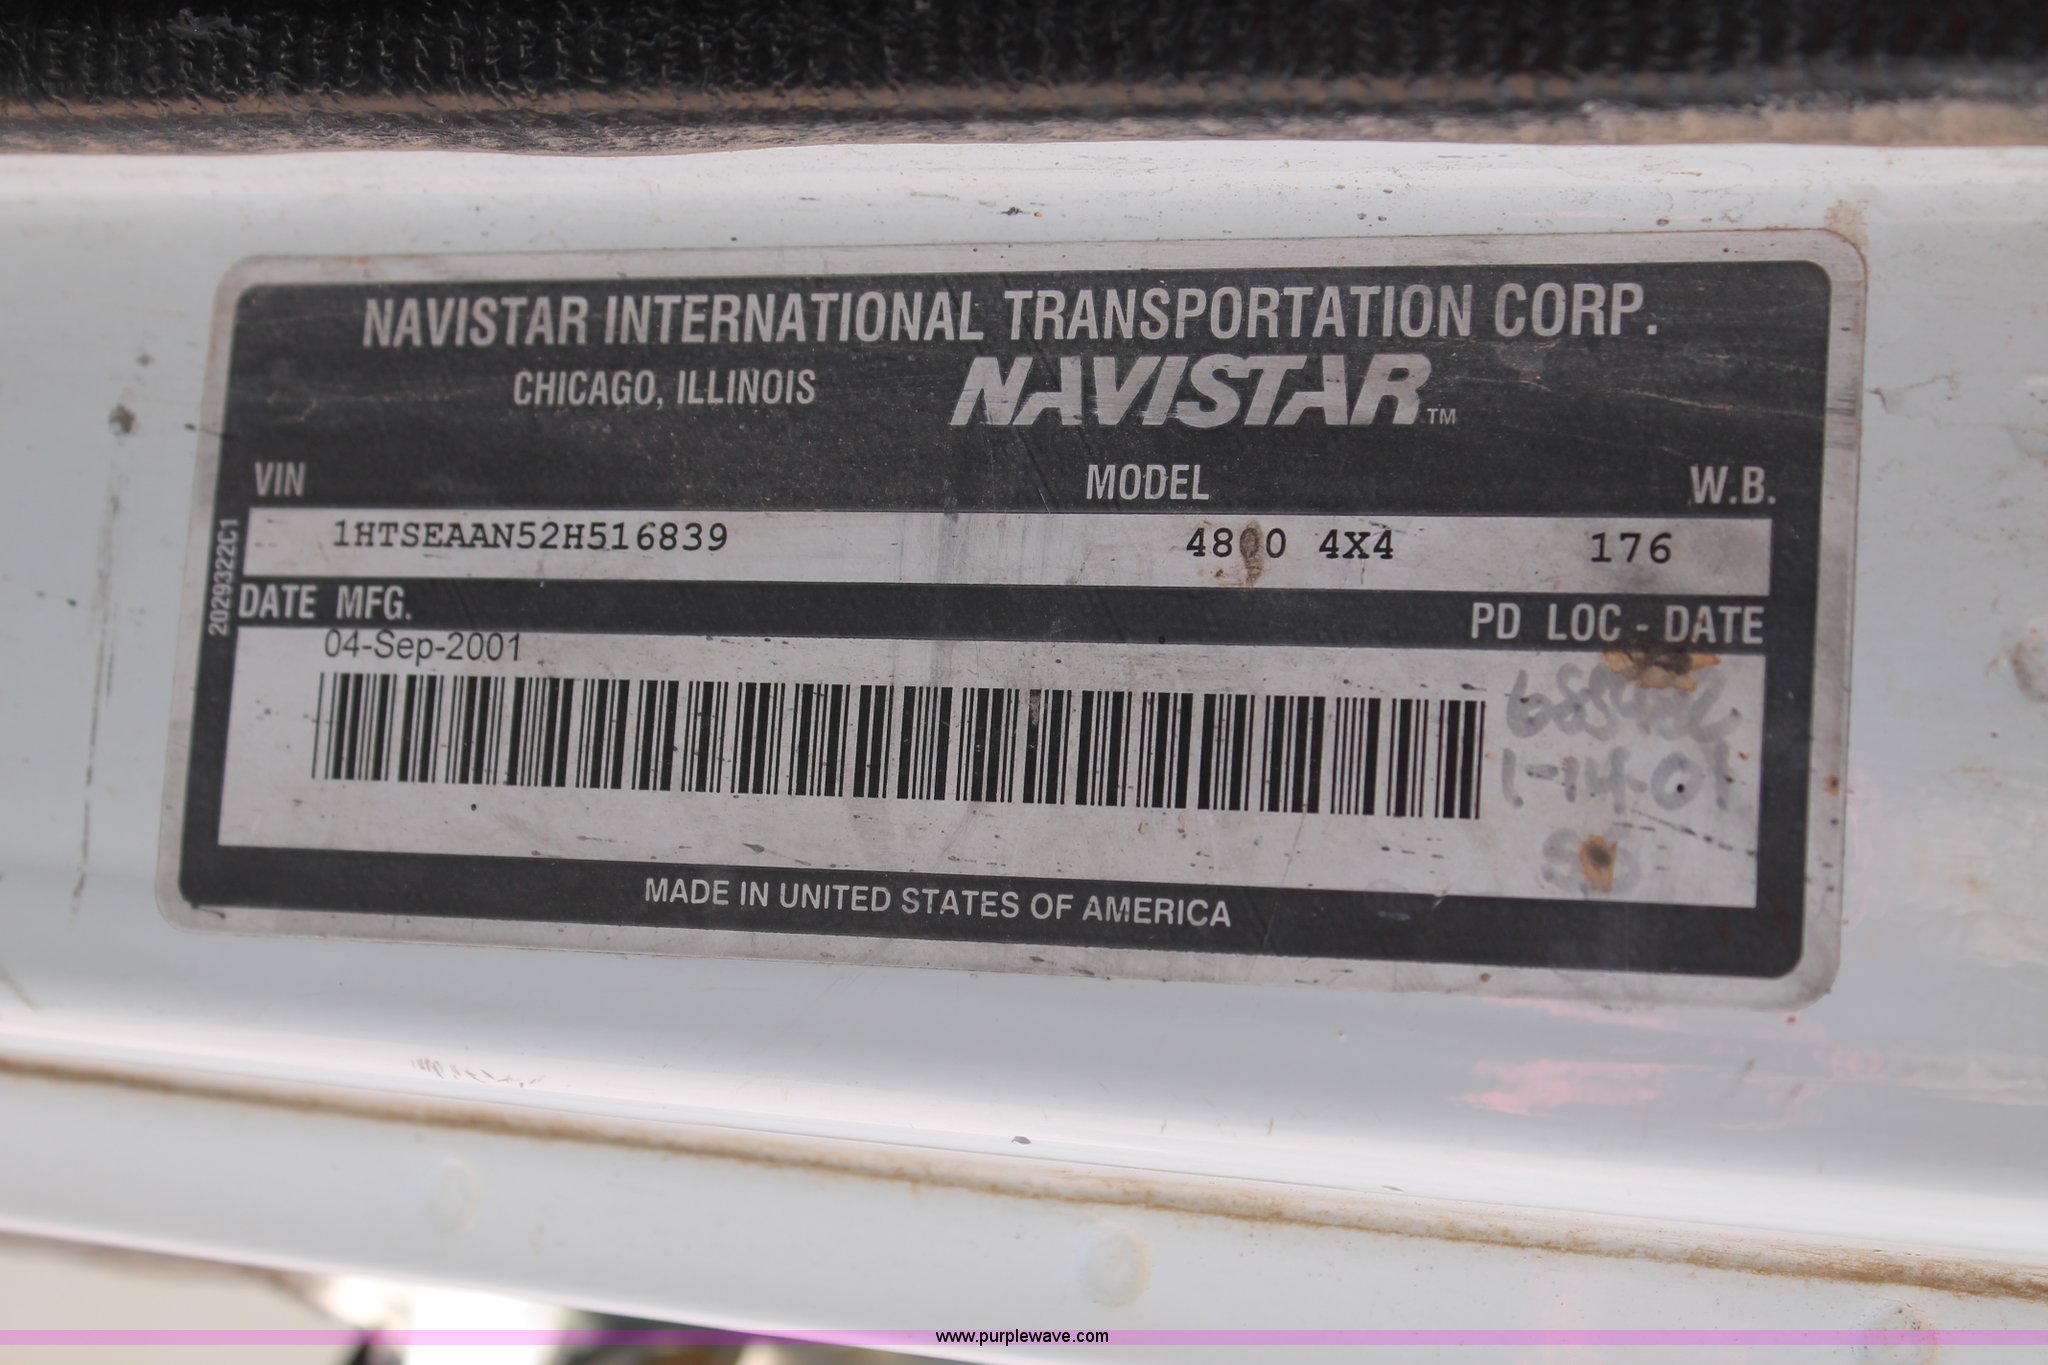 NAVISTAR INTERNATIONAL TRANSPORTATION CORP.
CHICAGO, ILLINOIS NAVISTAR™
VIN MODEL W.B.
1HTSEAAN52H516839 4800 4X4 176
2029322C1
DATE MFG. PD LOC - DATE
04-Sep-2001
1-14-01
MADE IN UNITED STATES OF AMERICA
www.purplewave.com